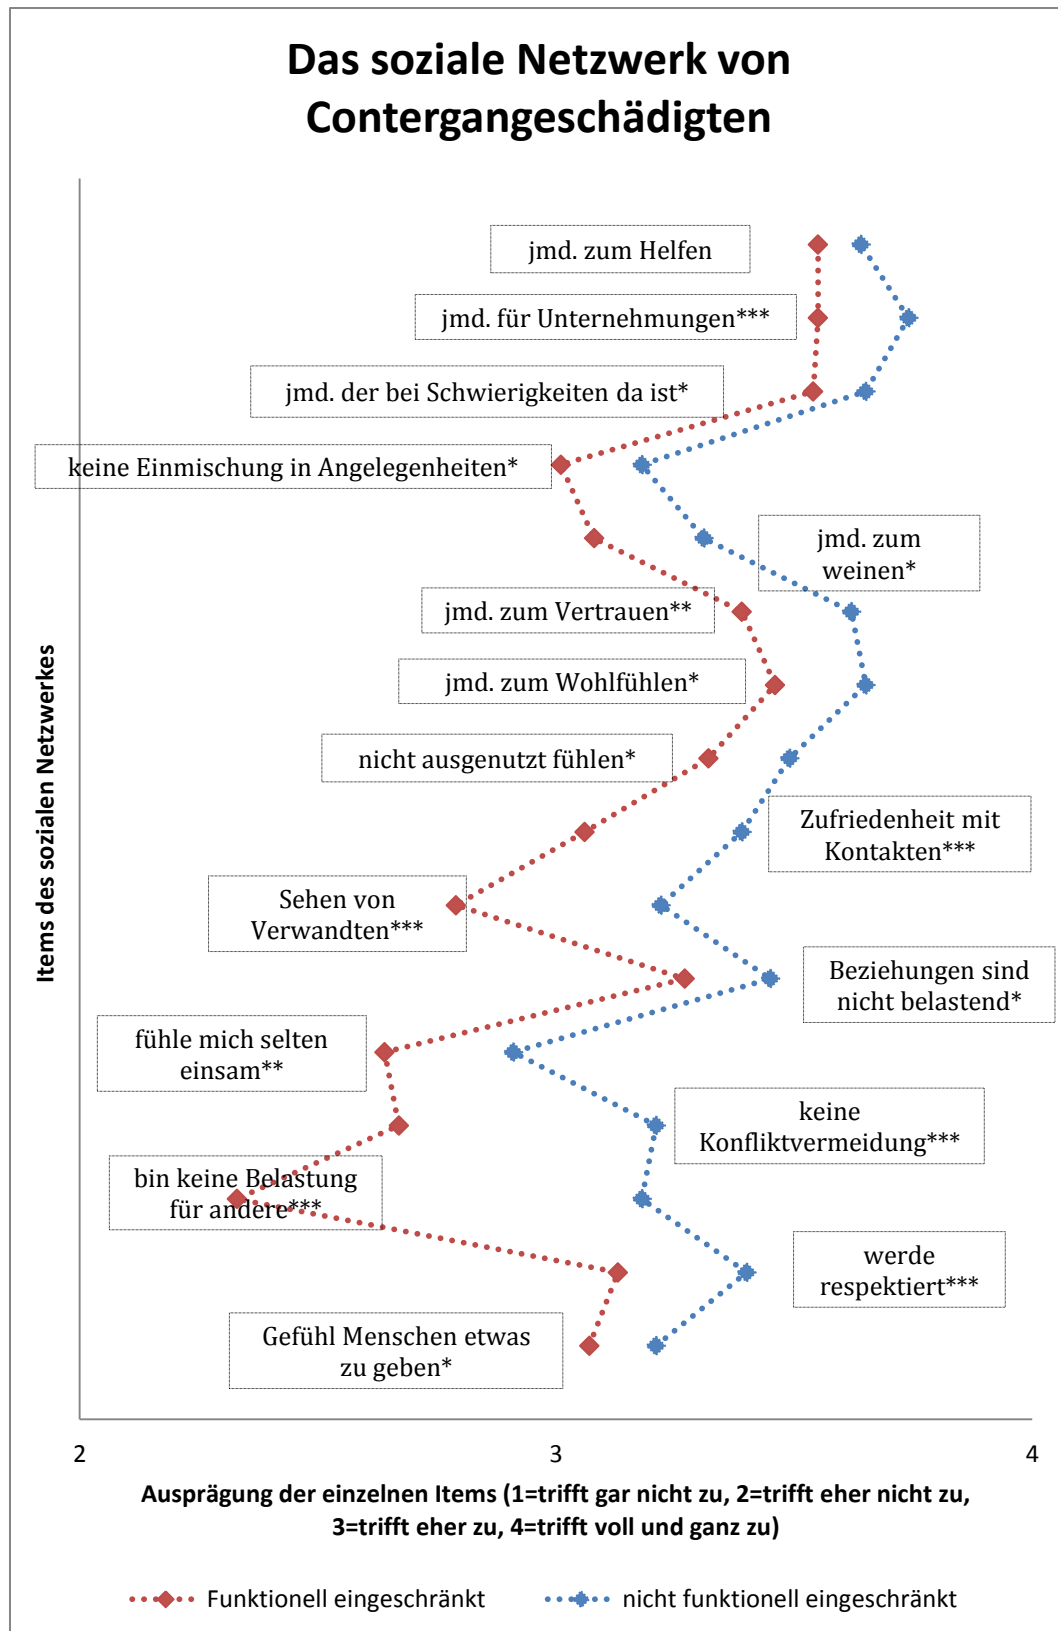 Das soziale Netzwerk von
Contergangeschädigten
jmd. zum Helfen
jmd. für Unternehmungen***
jmd. der bei Schwierigkeiten da ist*
keine Einmischung in Angelegenheiten*
jmd. zum
weinen*
jmd. zum Vertrauen**
jmd. zum Wohlfühlen*
nicht ausgenutzt fühlen*
Zufriedenheit mit
Kontakten***
Sehen von
Verwandten***
Beziehungen sind
nicht belastend*
fühle mich selten
einsam**
keine
Konfliktvermeidung***
bin keine Belastung
für andere***
werde
respektiert***
Gefühl Menschen etwas
zu geben*
Items des sozialen Netzwerkes
2 3 4
Ausprägung der einzelnen Items (1=trifft gar nicht zu, 2=trifft eher nicht zu,
3=trifft eher zu, 4=trifft voll und ganz zu)
Funktionell eingeschränkt nicht funktionell eingeschränkt